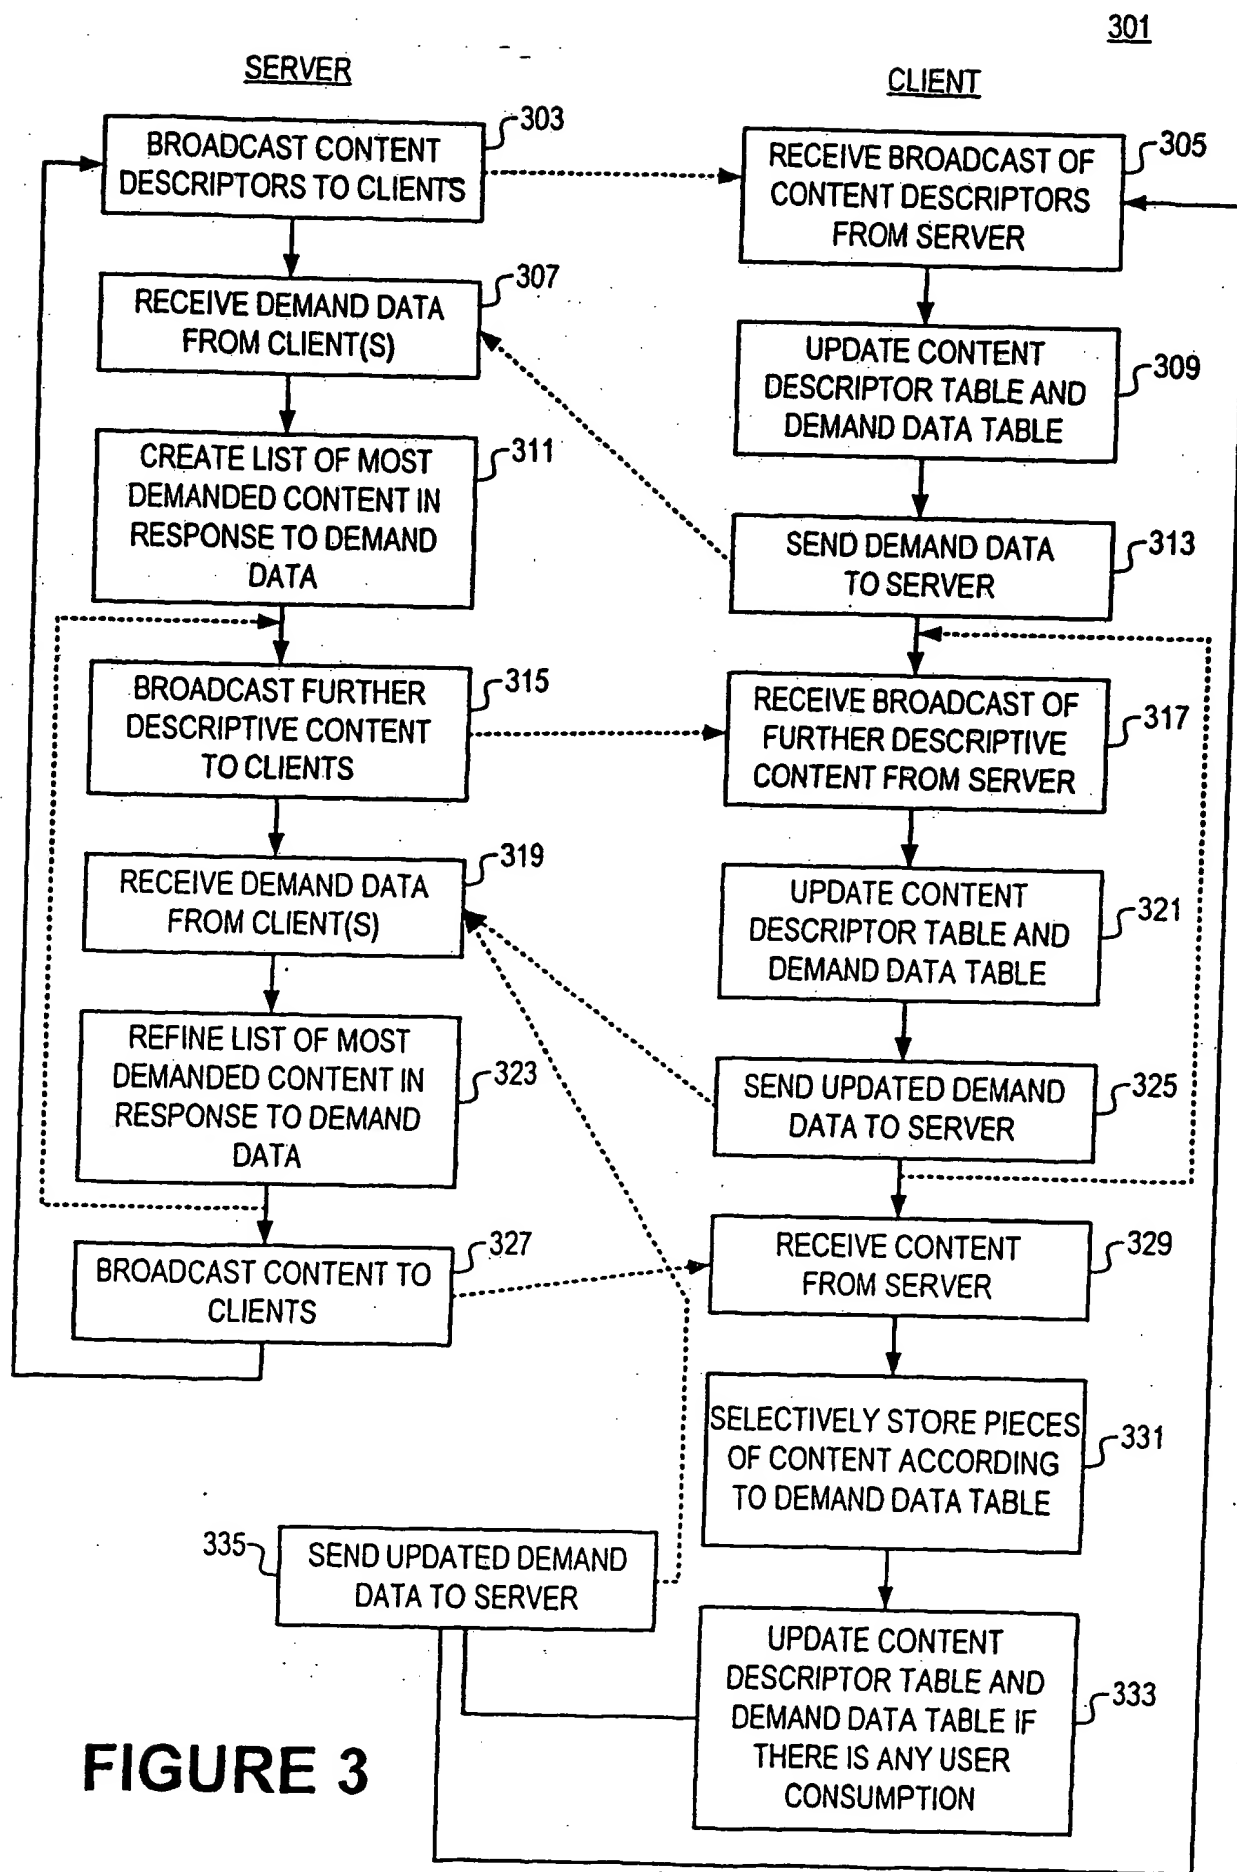 301
SERVER
CLIENT
BROADCAST CONTENT
DESCRIPTORS TO CLIENTS
303
RECEIVE BROADCAST OF
CONTENT DESCRIPTORS
FROM SERVER
305
RECEIVE DEMAND DATA
FROM CLIENT(S)
307
UPDATE CONTENT
DESCRIPTOR TABLE AND
DEMAND DATA TABLE
309
CREATE LIST OF MOST
DEMANDED CONTENT IN
RESPONSE TO DEMAND
DATA
311
SEND DEMAND DATA
TO SERVER
313
BROADCAST FURTHER
DESCRIPTIVE CONTENT
TO CLIENTS
315
RECEIVE BROADCAST OF
FURTHER DESCRIPTIVE
CONTENT FROM SERVER
317
RECEIVE DEMAND DATA
FROM CLIENT(S)
319
UPDATE CONTENT
DESCRIPTOR TABLE AND
DEMAND DATA TABLE
321
REFINE LIST OF MOST
DEMANDED CONTENT IN
RESPONSE TO DEMAND
DATA
323
SEND UPDATED DEMAND
DATA TO SERVER
325
BROADCAST CONTENT TO
CLIENTS
327
RECEIVE CONTENT
FROM SERVER
329
SELECTIVELY STORE PIECES
OF CONTENT ACCORDING
TO DEMAND DATA TABLE
331
335
SEND UPDATED DEMAND
DATA TO SERVER
UPDATE CONTENT
DESCRIPTOR TABLE AND
DEMAND DATA TABLE IF
THERE IS ANY USER
CONSUMPTION
333
FIGURE 3